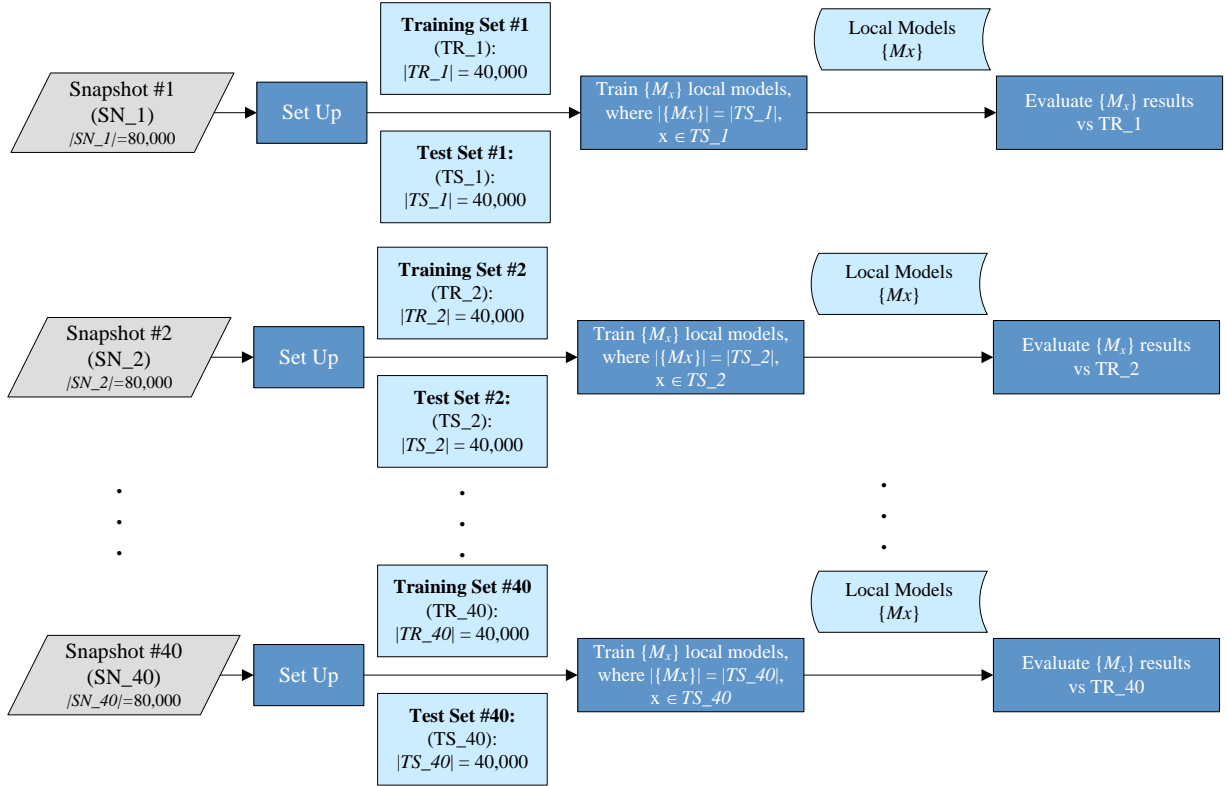 Training Set #1
(TR_1):
|TR_1| = 40,000
Local Models
{Mx}
Snapshot #1
(SN_1)
|SN_1|=80,000
Set Up
Train {Mx} local models,
where |{Mx}| = |TS_1|,
x ∈ TS_1
Evaluate {Mx} results
vs TR_1
Test Set #1:
(TS_1):
|TS_1| = 40,000
Training Set #2
(TR_2):
|TR_2| = 40,000
Local Models
{Mx}
Snapshot #2
(SN_2)
|SN_2|=80,000
Set Up
Train {Mx} local models,
where |{Mx}| = |TS_2|,
x ∈ TS_2
Evaluate {Mx} results
vs TR_2
Test Set #2:
(TS_2):
|TS_2| = 40,000
Training Set #40
(TR_40):
|TR_40| = 40,000
Local Models
{Mx}
Snapshot #40
(SN_40)
|SN_40|=80,000
Set Up
Train {Mx} local models,
where |{Mx}| = |TS_40|,
x ∈ TS_40
Evaluate {Mx} results
vs TR_40
Test Set #40:
(TS_40):
|TS_40| = 40,000